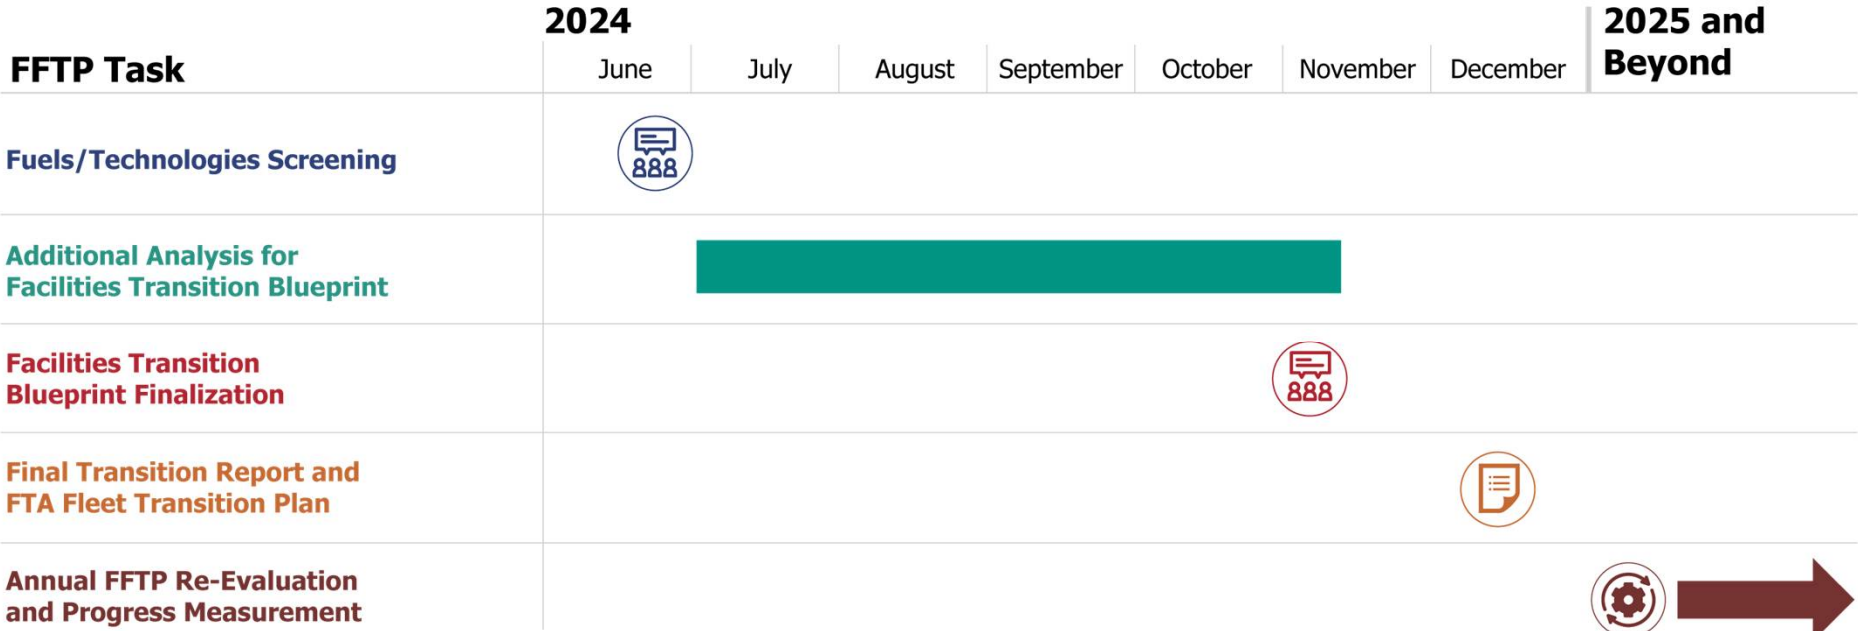 2024
2025 and
Beyond
FFTP Task
June
July
August
September
October
November
December
Fuels/Technologies Screening
Additional Analysis for
Facilities Transition Blueprint
Facilities Transition
Blueprint Finalization
Final Transition Report and
FTA Fleet Transition Plan
Annual FFTP Re-Evaluation
and Progress Measurement